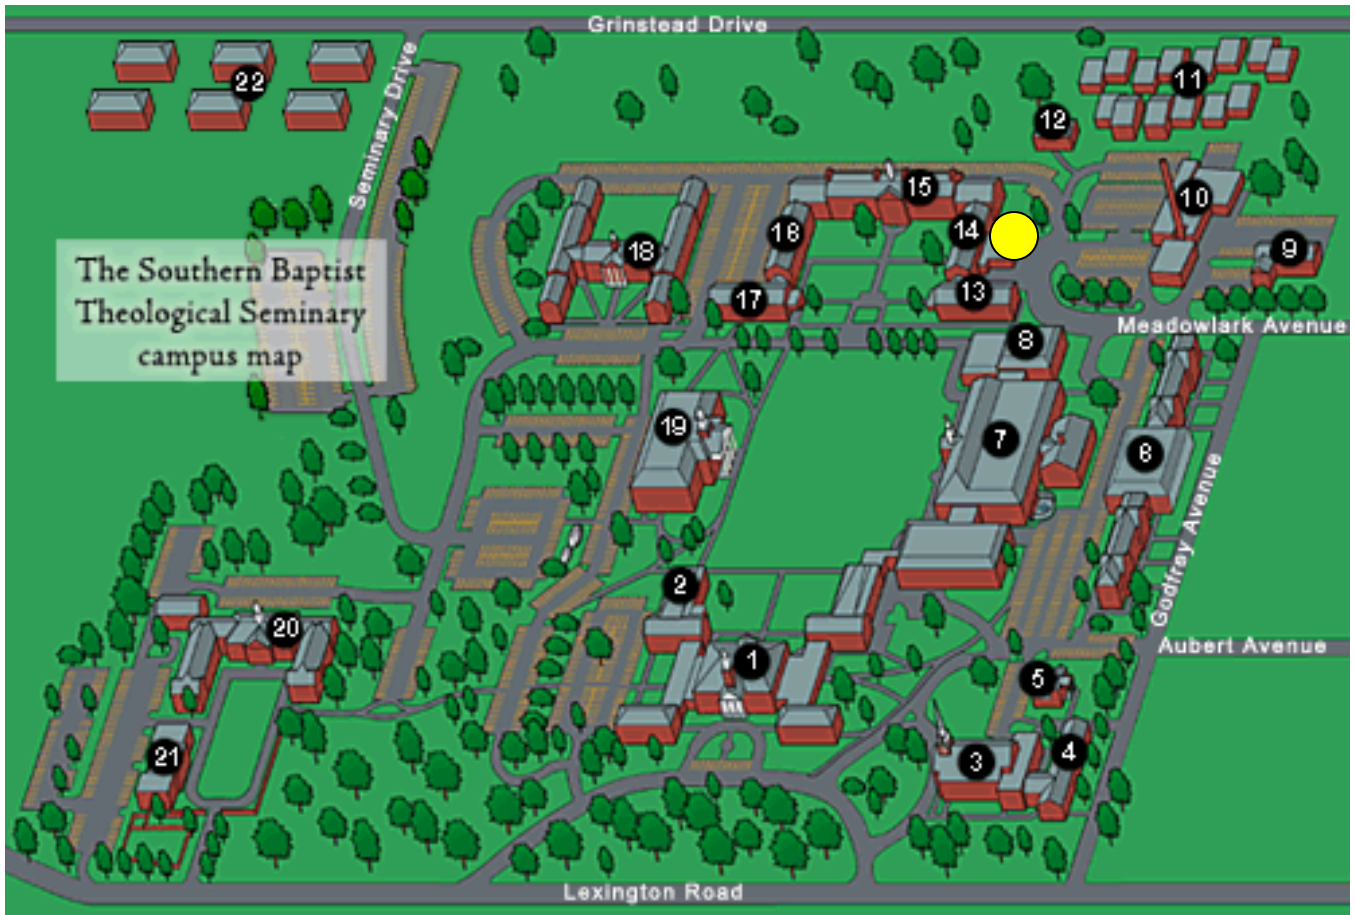 Grinstead Drive
22
Seminary Drive
11
12
15
10
14
16
18
9
The Southern Baptist
Theological Seminary
campus map
17
13
Meadowlark Avenue
8
19
7
6
Godfrey Avenue
2
20
1
Aubert Avenue
5
21
3
4
Lexington Road